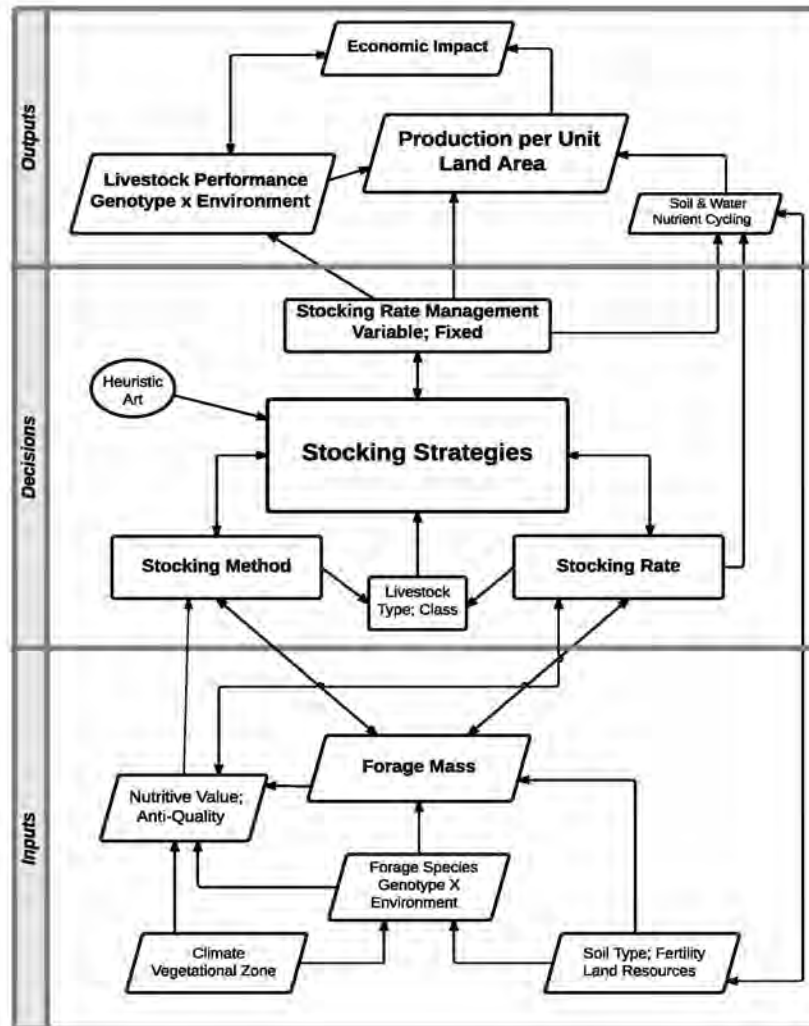 Outputs
Economic Impact
Production per Unit
Land Area
Livestock Performance
Genotype x Environment
Soil & Water
Nutrient Cycling
Decisions
Stocking Rate Management
Variable; Fixed
Heuristic
Art
Stocking Strategies
Stocking Method
Livestock
Type; Class
Stocking Rate
Inputs
Forage Mass
Nutritive Value;
Anti-Quality
Forage Species
Genotype X
Environment
Climate
Vegetational Zone
Soil Type; Fertility
Land Resources